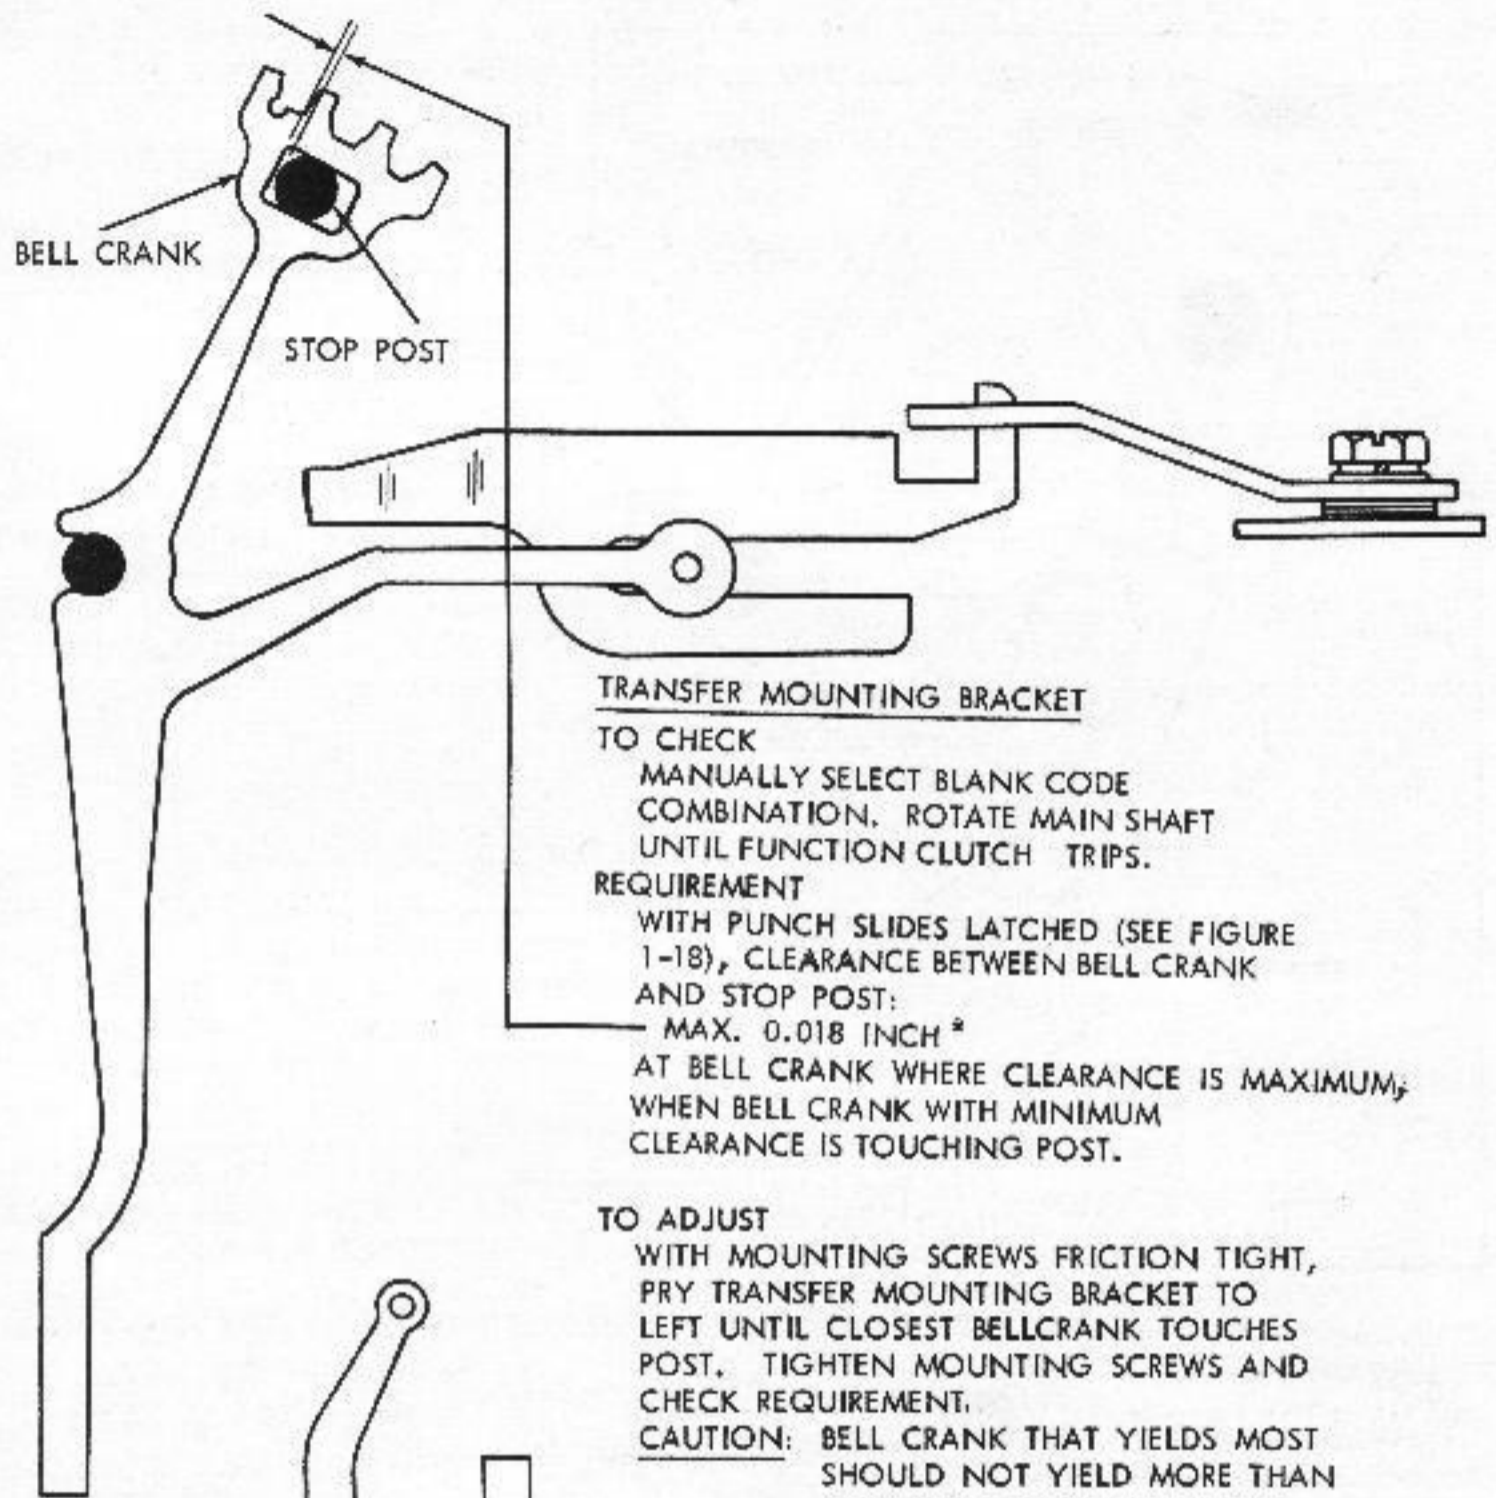 BELL CRANK
STOP POST
TRANSFER MOUNTING BRACKET
TO CHECK
MANUALLY SELECT BLANK CODE
COMBINATION. ROTATE MAIN SHAFT
UNTIL FUNCTION CLUTCH TRIPS.
REQUIREMENT
WITH PUNCH SLIDES LATCHED (SEE FIGURE
1-18), CLEARANCE BETWEEN BELL CRANK
AND STOP POST:
MAX. 0.018 INCH *
AT BELL CRANK WHERE CLEARANCE IS MAXIMUM,
WHEN BELL CRANK WITH MINIMUM
CLEARANCE IS TOUCHING POST.
TO ADJUST
WITH MOUNTING SCREWS FRICTION TIGHT,
PRY TRANSFER MOUNTING BRACKET TO
LEFT UNTIL CLOSEST BELLCRANK TOUCHES
POST. TIGHTEN MOUNTING SCREWS AND
CHECK REQUIREMENT.
CAUTION: BELL CRANK THAT YIELDS MOST
SHOULD NOT YIELD MORE THAN